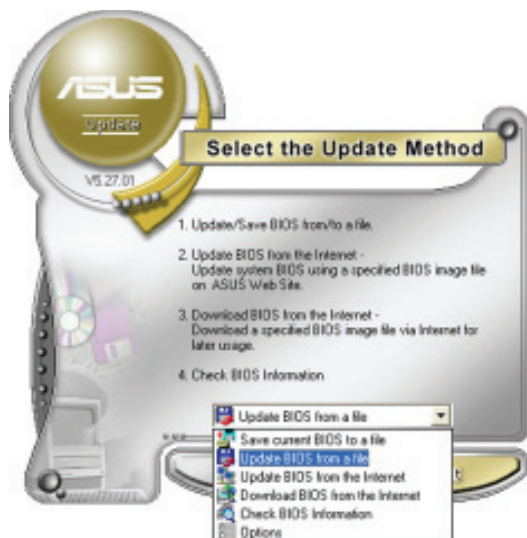 ASUS
Update
V5.27.01
Select the Update Method
1. Update/Save BIOS from/to a file.
2. Update BIOS from the Internet -
Update system BIOS using a specified BIOS image file
on ASUS Web Site.
3. Download BIOS from the Internet -
Download a specified BIOS image file via Internet for
later usage.
4. Check BIOS Information
Update BIOS from a file
Save current BIOS to a file
Update BIOS from a file
Update BIOS from the Internet
Download BIOS from the Internet
Check BIOS Information
Options